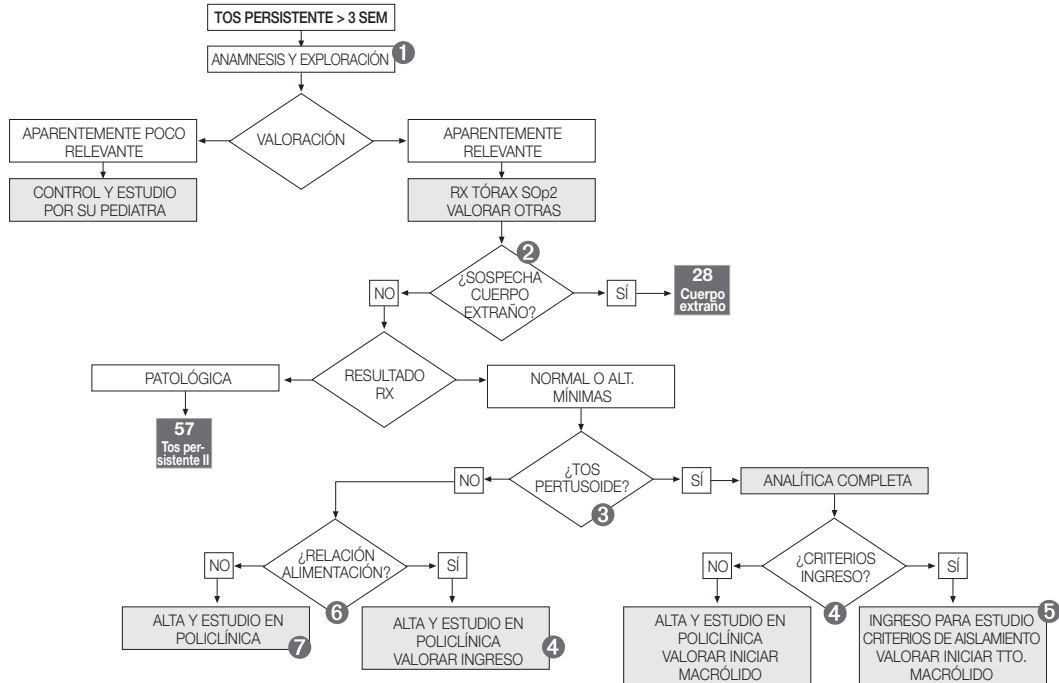 TOS PERSISTENTE > 3 SEM
ANAMNESIS Y EXPLORACIÓN 1
VALORACIÓN
APARENTEMENTE POCO
RELEVANTE
APARENTEMENTE
RELEVANTE
CONTROL Y ESTUDIO
POR SU PEDIATRA
RX TÓRAX SOp2
VALORAR OTRAS
2
¿SOSPECHA
CUERPO
EXTRAÑO?
NO
SÍ
28
Cuerpo
extraño
RESULTADO
RX
PATOLÓGICA
NORMAL O ALT.
MÍNIMAS
57
Tos per-
sistente II
¿TOS
PERTUSOIDE?
3
NO
SÍ
ANALÍTICA COMPLETA
¿RELACIÓN
ALIMENTACIÓN?
6
NO
SÍ
¿CRITERIOS
INGRESO?
4
NO
SÍ
ALTA Y ESTUDIO EN
POLICLÍNICA
7
ALTA Y ESTUDIO EN
POLICLÍNICA
VALORAR INGRESO
4
ALTA Y ESTUDIO EN
POLICLÍNICA
VALORAR INICIAR
MACRÓLIDO
5
INGRESO PARA ESTUDIO
CRITERIOS DE AISLAMIENTO
VALORAR INICIAR TTO.
MACRÓLIDO